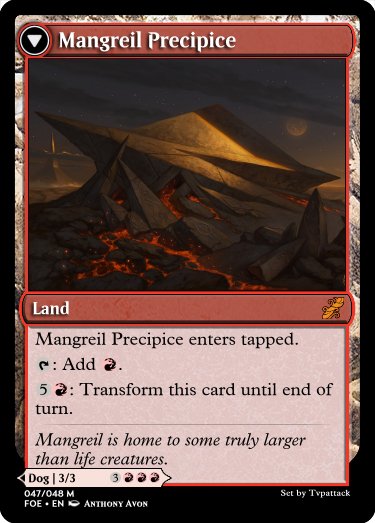 Mangreil Precipice
Land
Mangreil Precipice enters tapped.
: Add .
5 : Transform this card until end of
turn.
Mangreil is home to some truly larger
than life creatures.
Dog | 3/3 3
047/048 M
FOE • EN Anthony Avon
Set by Tvpattack